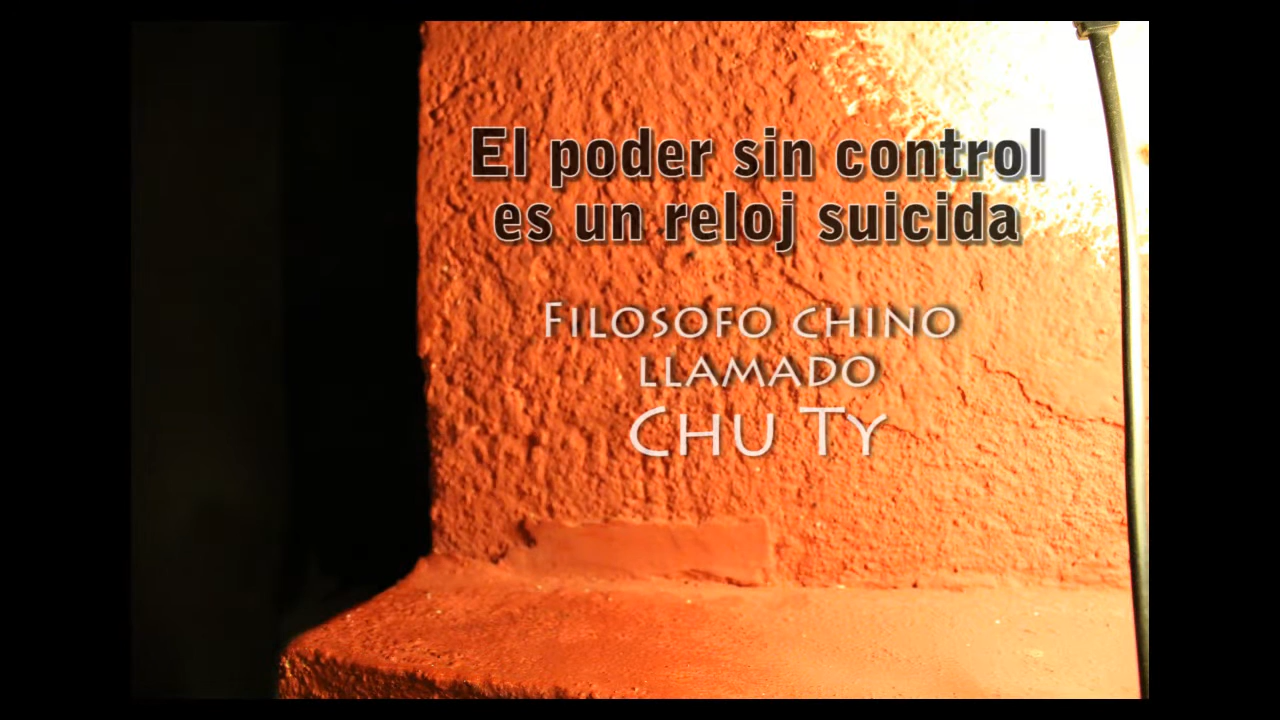 El poder sin control
es un reloj suicida
Filosofo chino
llamado
Chu Ty